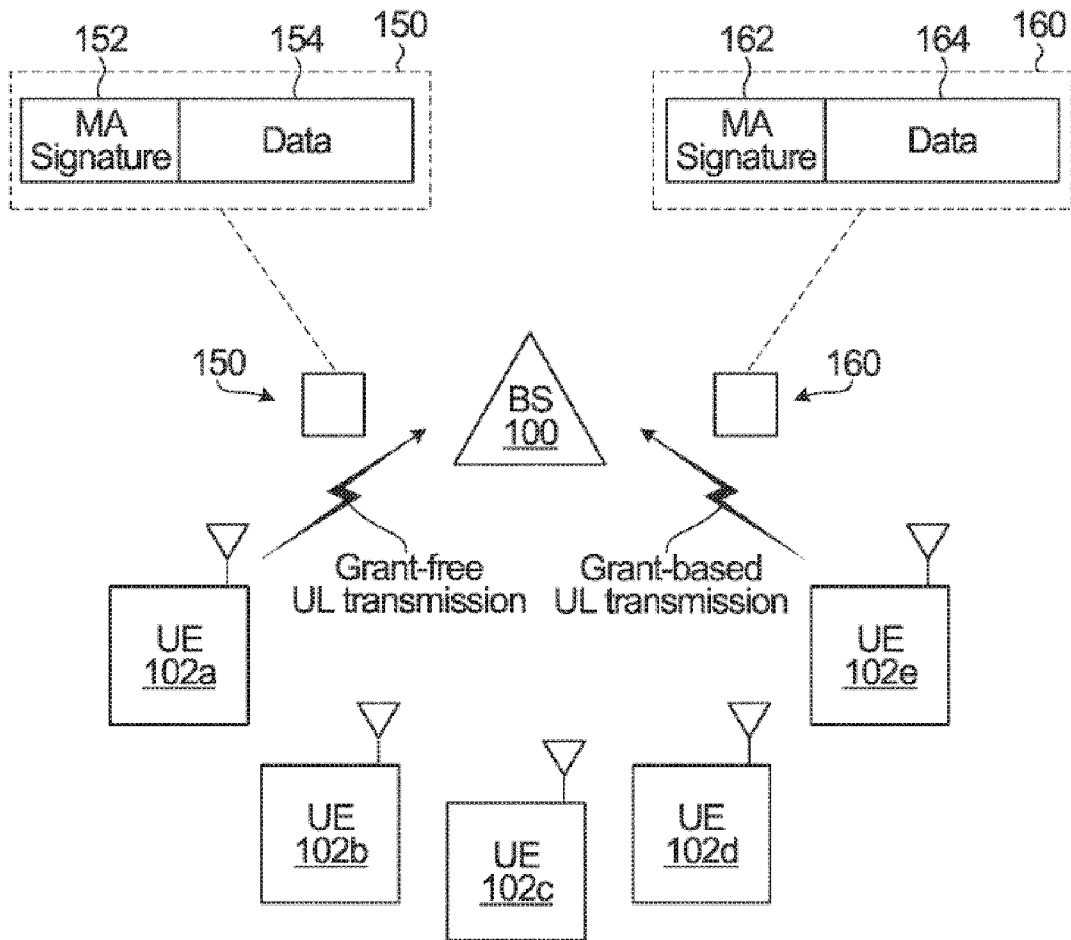 152 154 150
MA
Signature
Data
162 164 160
MA
Signature
Data
150
BS
100
160
Grant-free
UL transmission
Grant-based
UL transmission
UE
102a
UE
102e
UE
102b
UE
102c
UE
102d